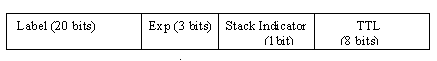 Label (20 bits) Exp (3 bits) Stack Indicator TTL
(1bit) (8 bits)